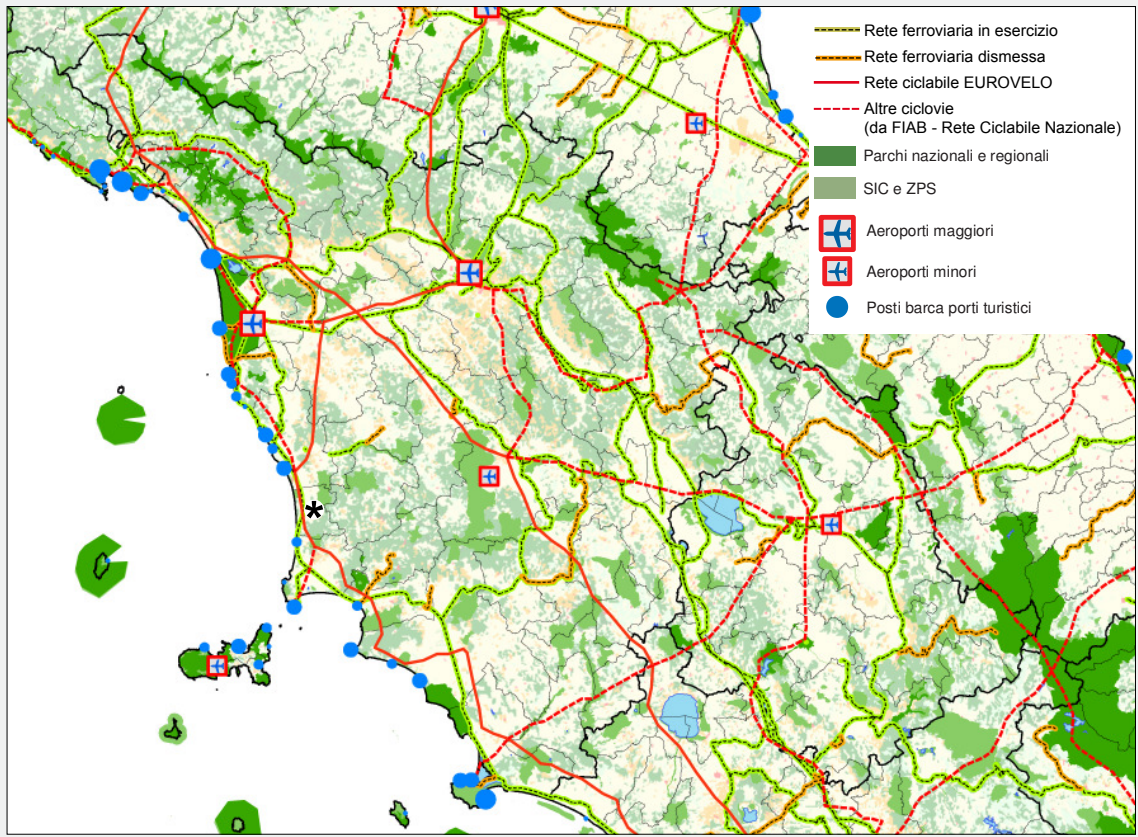 Rete ferroviaria in esercizio
Rete ferroviaria dismessa
Rete ciclabile EUROVELO
Altre ciclovie
(da FIAB - Rete Ciclabile Nazionale)
Parchi nazionali e regionali
SIC e ZPS
Aeroporti maggiori
Aeroporti minori
Posti barca porti turistici
*